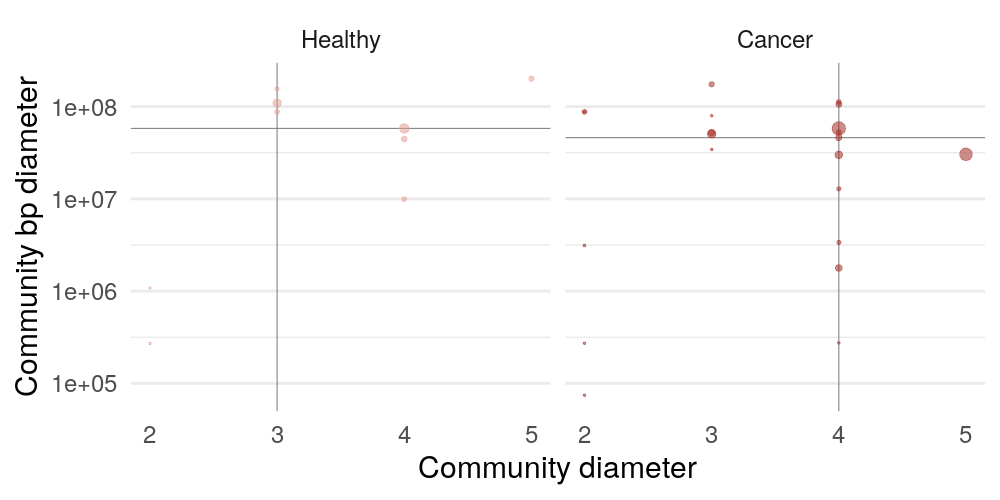 Healthy
Cancer
Community bp diameter
1e+08
1e+07
1e+06
1e+05
2 3 4 5
2 3 4 5
Community diameter